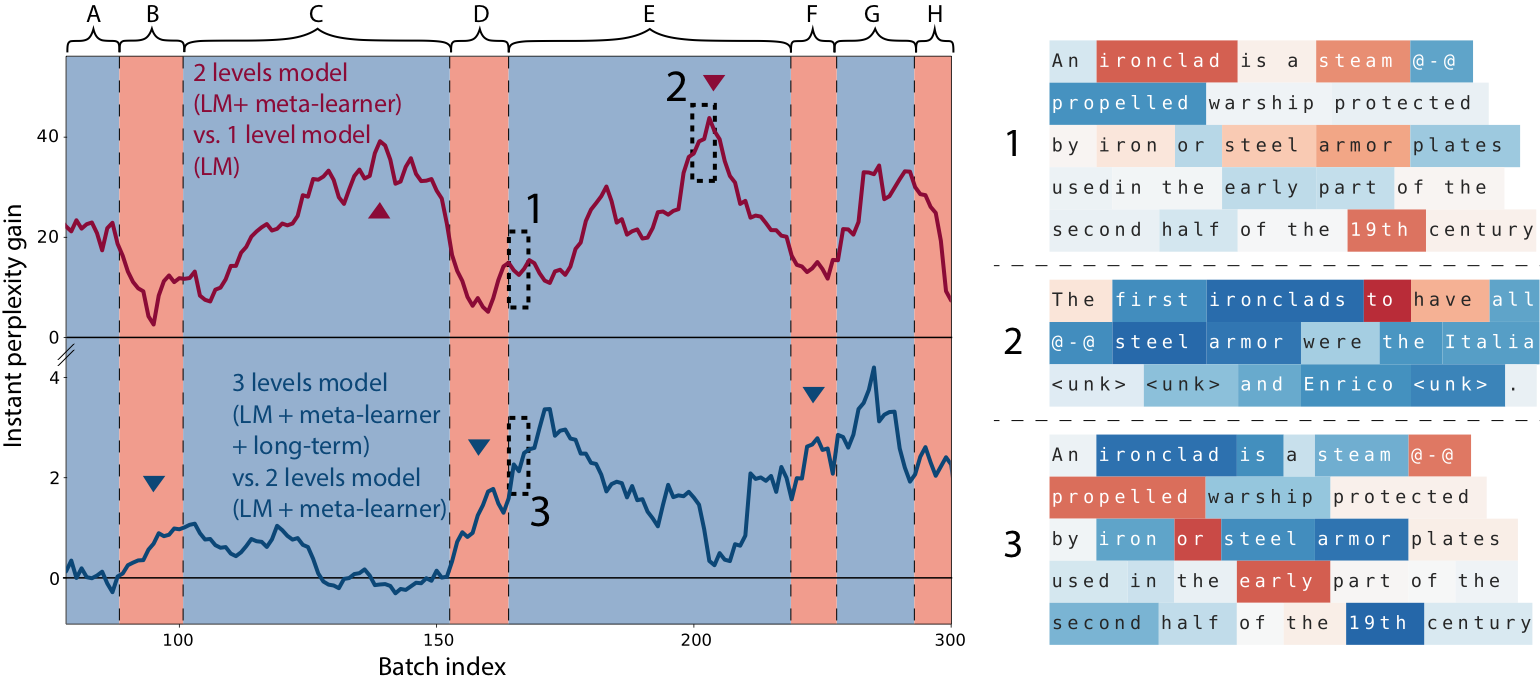 A B C D E F G H
Instant perplexity gain
40
20
0
4
2
0
2 levels model
(LM+ meta-learner)
vs. 1 level model
(LM)
2
1
3 levels model
(LM + meta-learner
+ long-term)
vs. 2 levels model
(LM + meta-learner)
3
100 150 200 300
Batch index
1
An ironclad is a steam @-@
propelled warship protected
by iron or steel armor plates
usedin the early part of the
second half of the 19th century
2
The first ironclads to have all
@-@ steel armor were the Italia
<unk> <unk> and Enrico <unk> .
3
An ironclad is a steam @-@
propelled warship protected
by iron or steel armor plates
used in the early part of the
second half of the 19th century